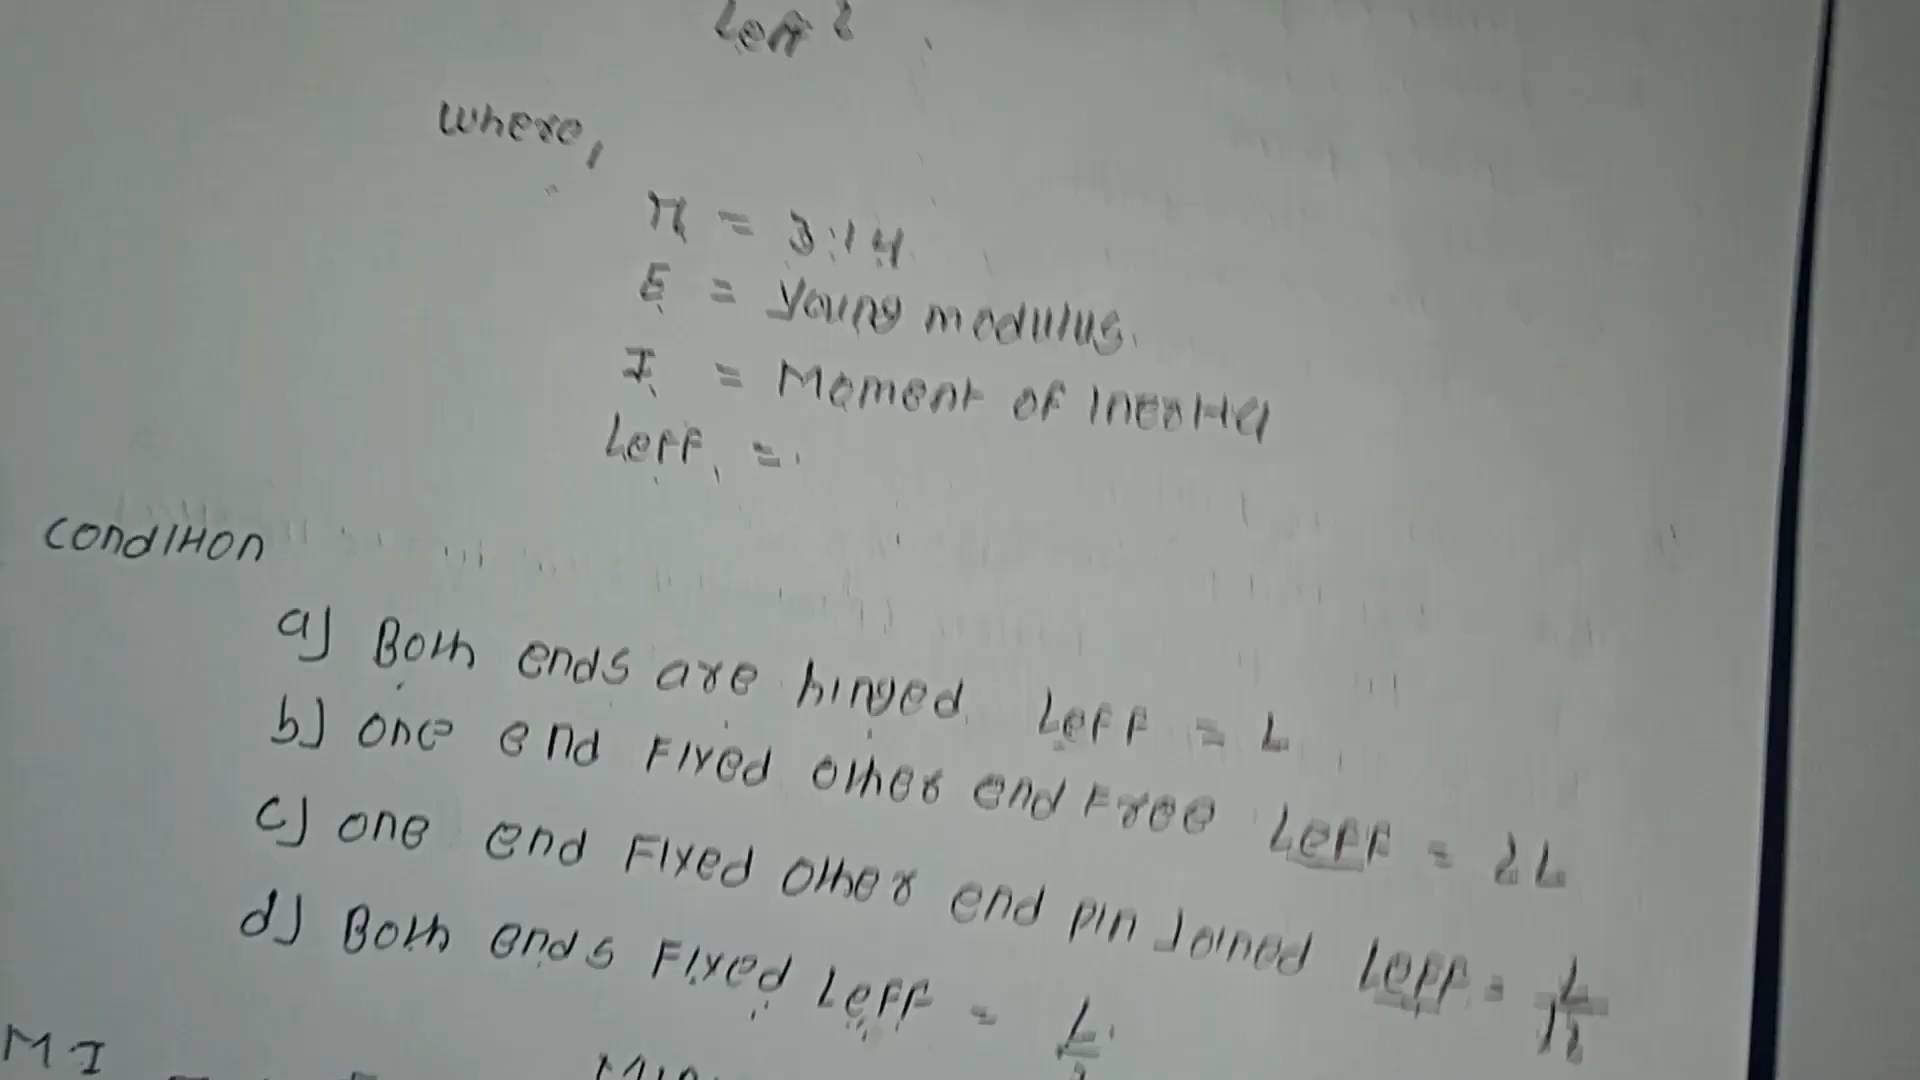 Leff 2
where,
π = 3.14
E = young modulus.
I = Moment of Inertia
Leff, =
condition
a) Both ends are hinged Leff = L
b) one end Fixed other end Free Leff = 2L
c) one end Fixed other end pin Joined Leff = L/√2
d) Both ends Fixed Leff = L
MI